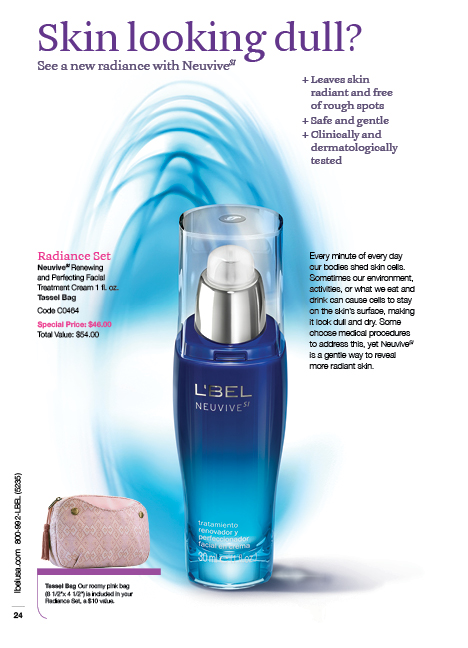 Skin looking dull?
See a new radiance with Neuvive SI
+ Leaves skin
radiant and free
of rough spots
+ Safe and gentle
+ Clinically and
dermatologically
tested
Radiance Set
Neuvive SI Renewing
and Perfecting Facial
Treatment Cream 1 fl. oz.
Tassel Bag
Code C0464
Special Price: $46.00
Total Value: $54.00
Every minute of every day
our bodies shed skin cells.
Sometimes our environment,
activities, or what we eat and
drink can cause cells to stay
on the skin's surface, making
it look dull and dry. Some
choose medical procedures
to address this, yet Neuvive SI
is a gentle way to reveal
more radiant skin.
L'BEL
NEUVIVE SI
tratamiento
renovador y
perfeccionador
facial en crema
30 ml
Tassel Bag Our roomy pink bag
(8 1/2"x 4 1/2") is included in your
Radiance Set, a $10 value.
lbelusa.com 800-992-LBEL (5235)
24